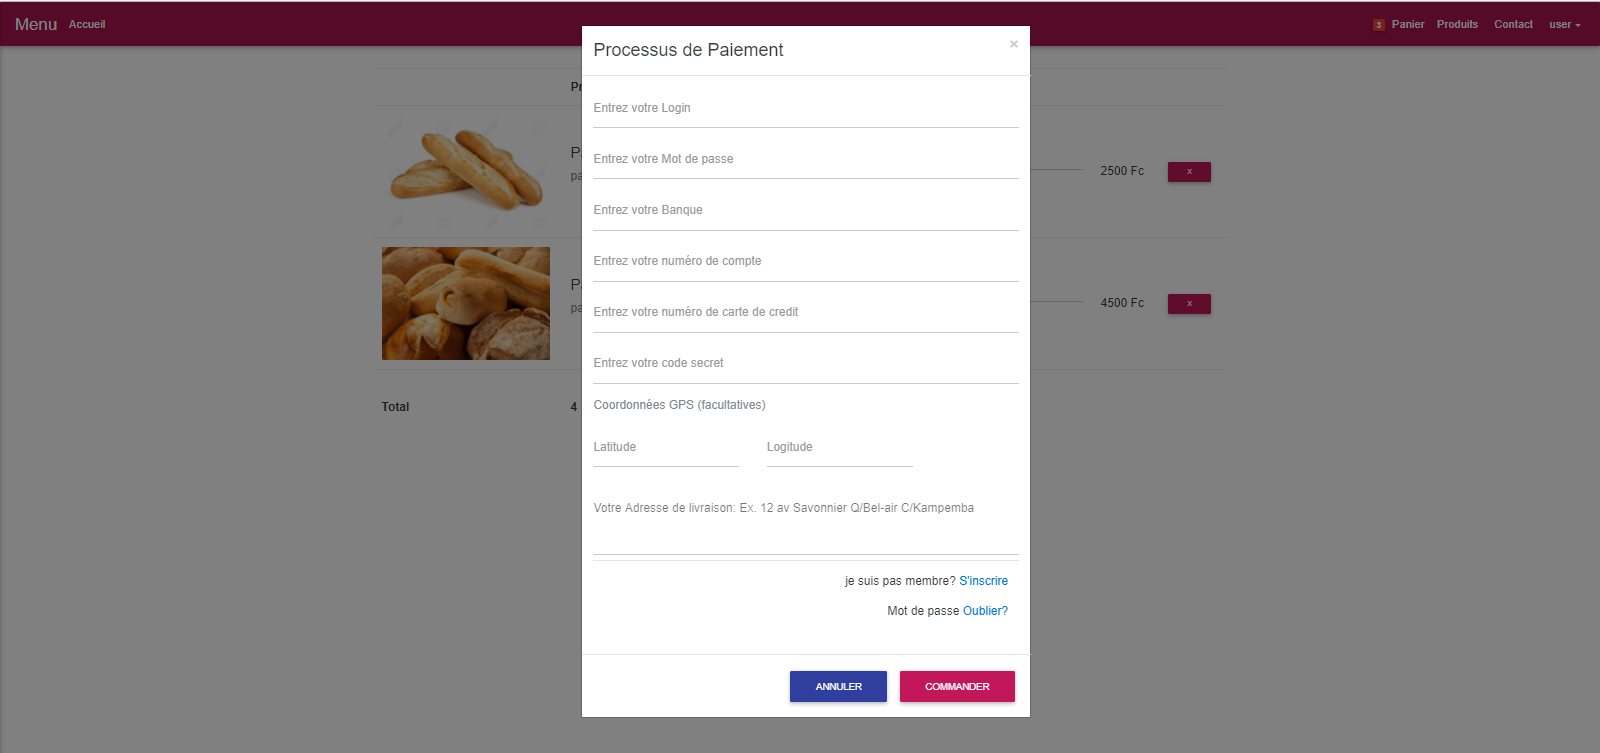 Menu Accueil 3 Panier Produits Contact user
Processus de Paiement ×
Entrez votre Login
Entrez votre Mot de passe
2500 Fc x
Entrez votre Banque
Entrez votre numéro de compte
4500 Fc x
Entrez votre numéro de carte de credit
Entrez votre code secret
Total 4
Coordonnées GPS (facultatives)
Latitude Logitude
Votre Adresse de livraison: Ex. 12 av Savonnier Q/Bel-air C/Kampemba
je suis pas membre? S'inscrire
Mot de passe Oublier?
ANNULER COMMANDER